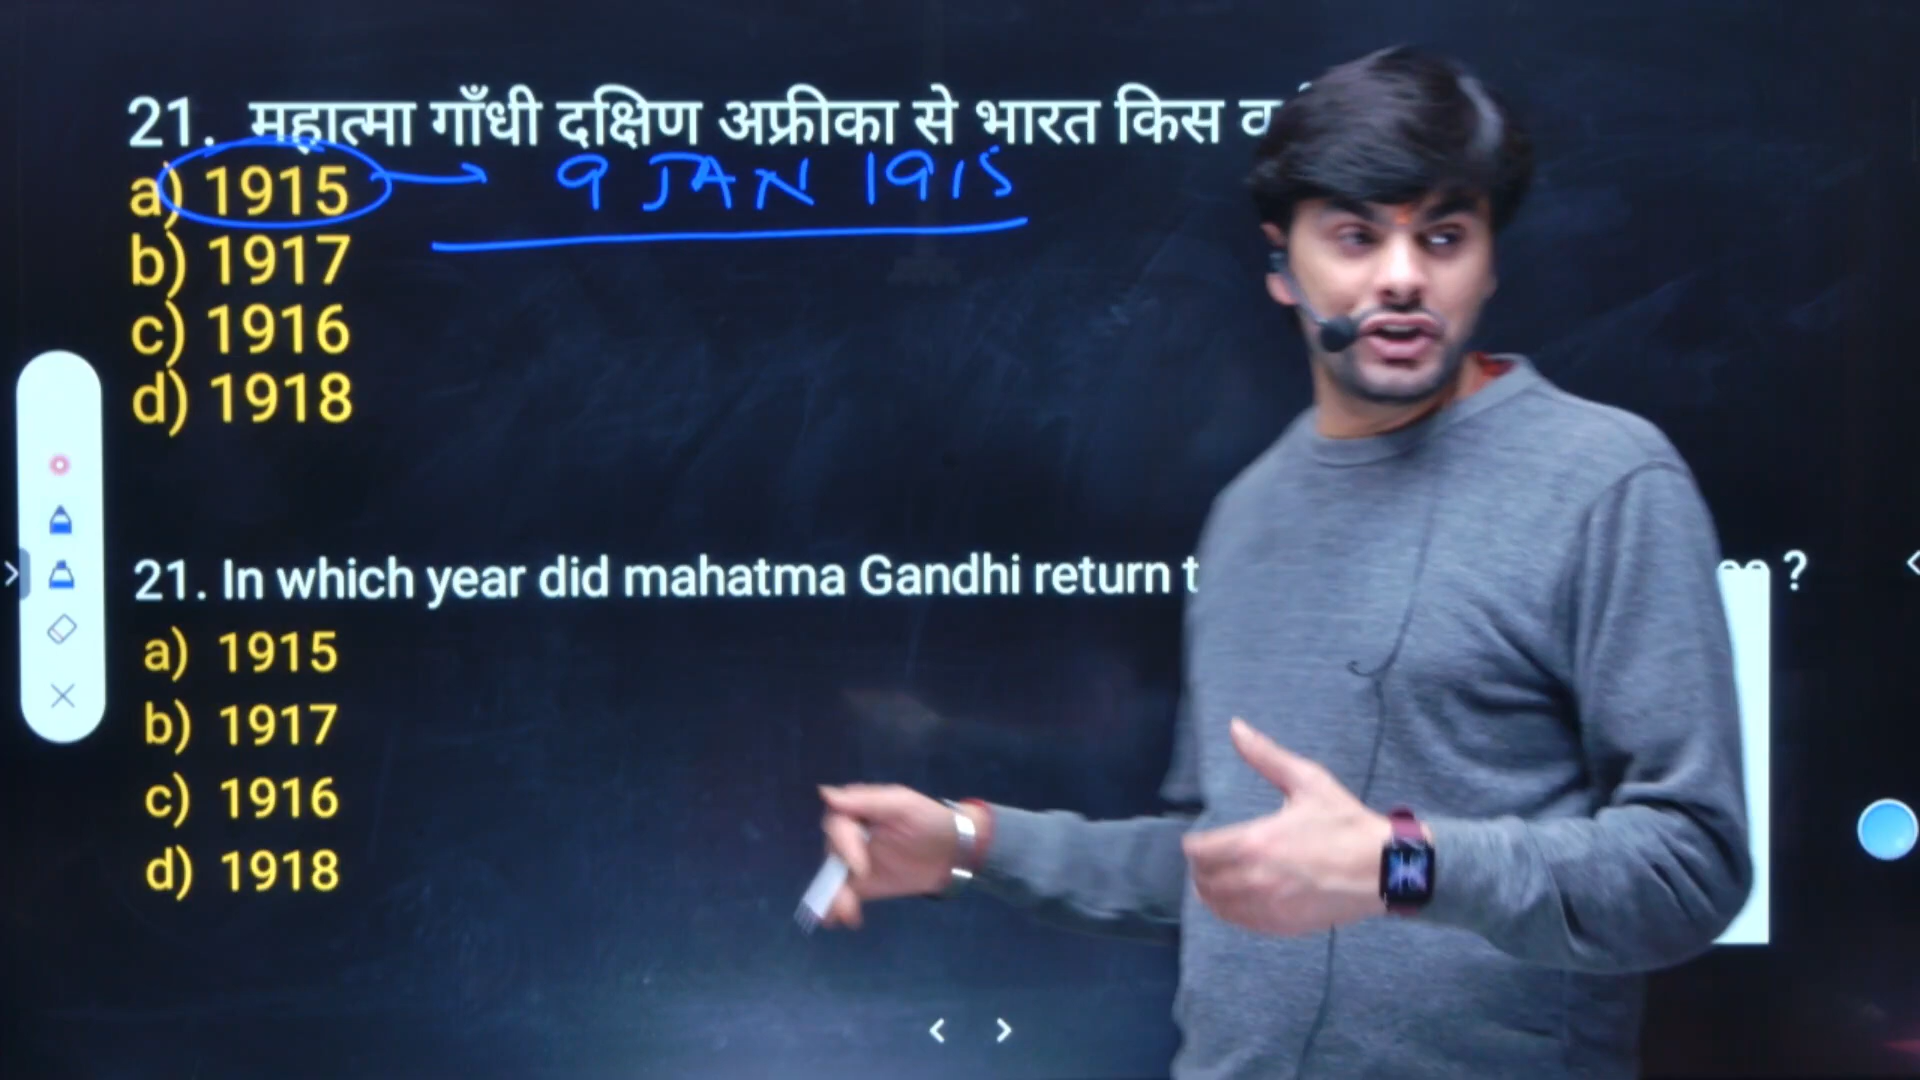 21. महात्मा गाँधी दक्षिण अफ्रीका से भारत किस
a) 1915 → 9 JAN 1915
b) 1917
c) 1916
d) 1918
21. In which year did mahatma Gandhi return ?
a) 1915
b) 1917
c) 1916
d) 1918